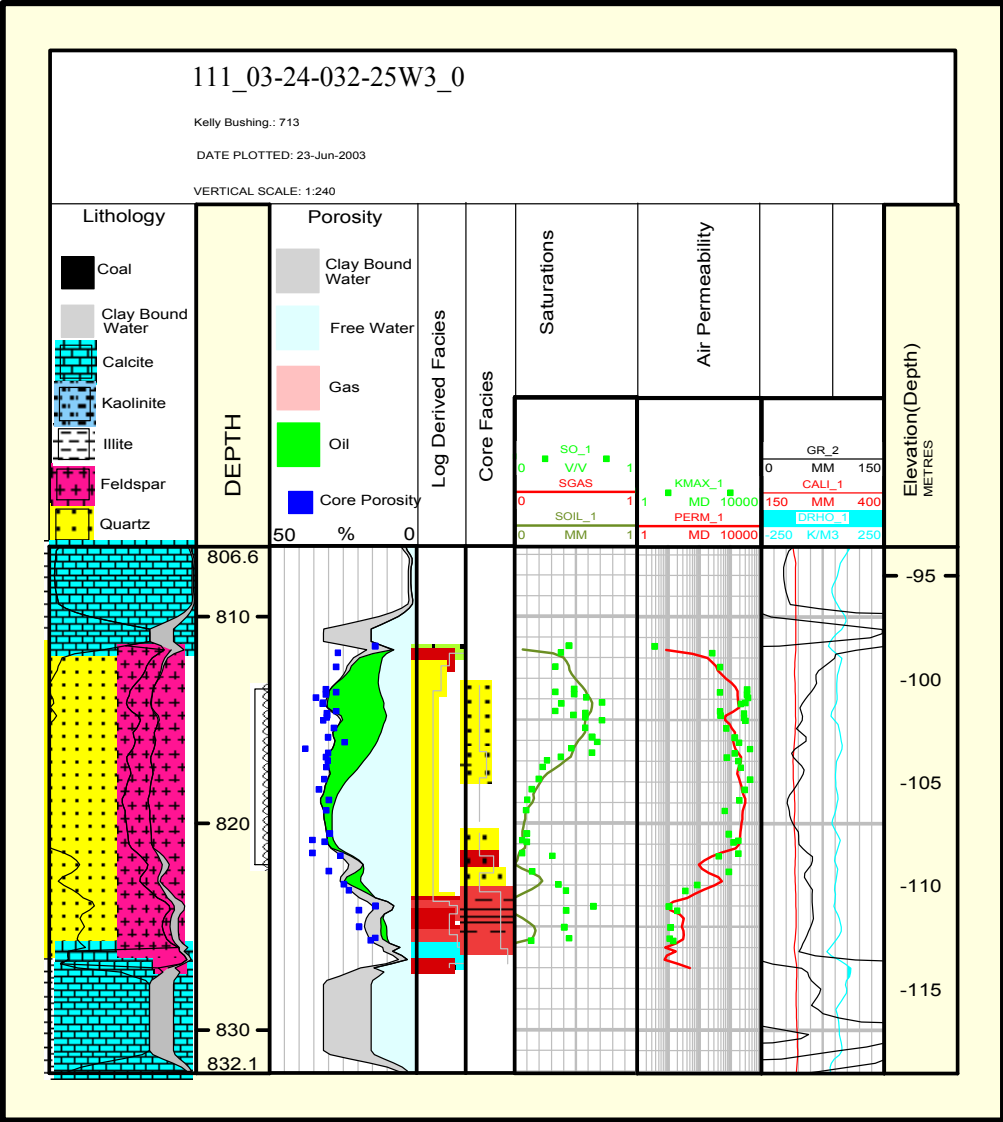 111_03-24-032-25W3_0
Kelly Bushing.: 713
DATE PLOTTED: 23-Jun-2003
VERTICAL SCALE: 1:240
Lithology
Coal
Clay Bound
Water
Calcite
Kaolinite
Illite
Feldspar
Quartz
DEPTH
Porosity
Clay Bound
Water
Free Water
Gas
Oil
Core Porosity
50 % 0
Log Derived Facies
Core Facies
Saturations
SO_1
0 V/V 1
SGAS
0 1
SOIL_1
0 MM 1
Air Permeability
KMAX_1
1 MD 10000
PERM_1
1 MD 10000
GR_2
0 MM 150
CALI_1
150 MM 400
DRHO_1
-250 K/M3 250
Elevation(Depth)
METRES
806.6
810
820
830
832.1
-95
-100
-105
-110
-115